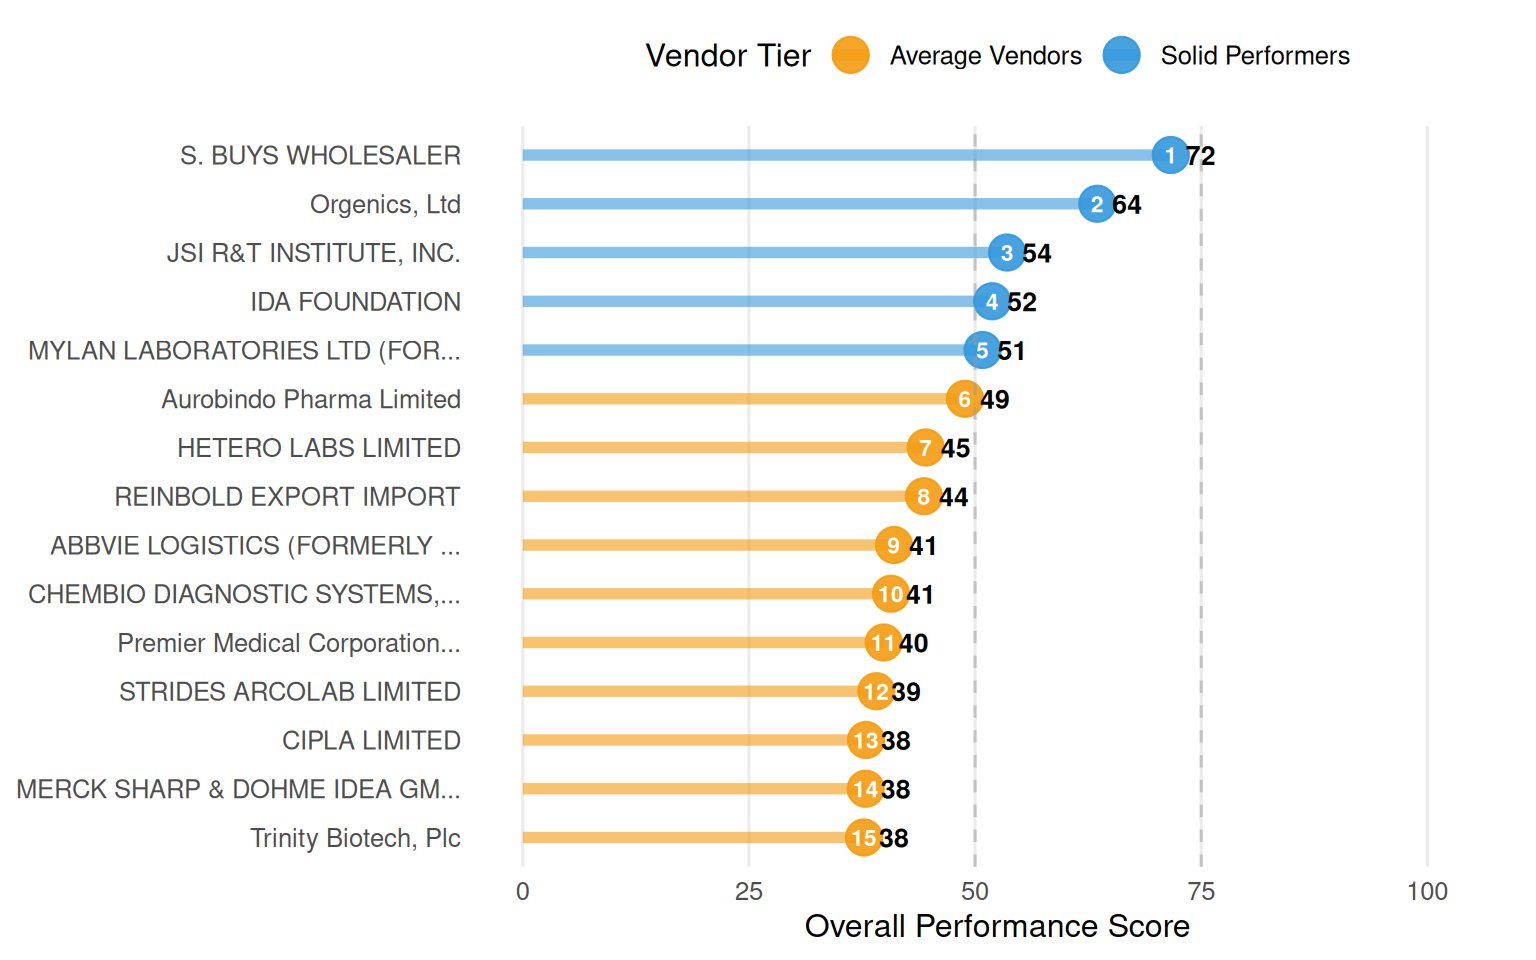 Vendor Tier Average Vendors Solid Performers
S. BUYS WHOLESALER 1 72
Orgenics, Ltd 2 64
JSI R&T INSTITUTE, INC. 3 54
IDA FOUNDATION 4 52
MYLAN LABORATORIES LTD (FOR... 5 51
Aurobindo Pharma Limited 6 49
HETERO LABS LIMITED 7 45
REINBOLD EXPORT IMPORT 8 44
ABBVIE LOGISTICS (FORMERLY ... 9 41
CHEMBIO DIAGNOSTIC SYSTEMS,... 10 41
Premier Medical Corporation... 11 40
STRIDES ARCOLAB LIMITED 12 39
CIPLA LIMITED 13 38
MERCK SHARP & DOHME IDEA GM... 14 38
Trinity Biotech, Plc 15 38
0 25 50 75 100
Overall Performance Score